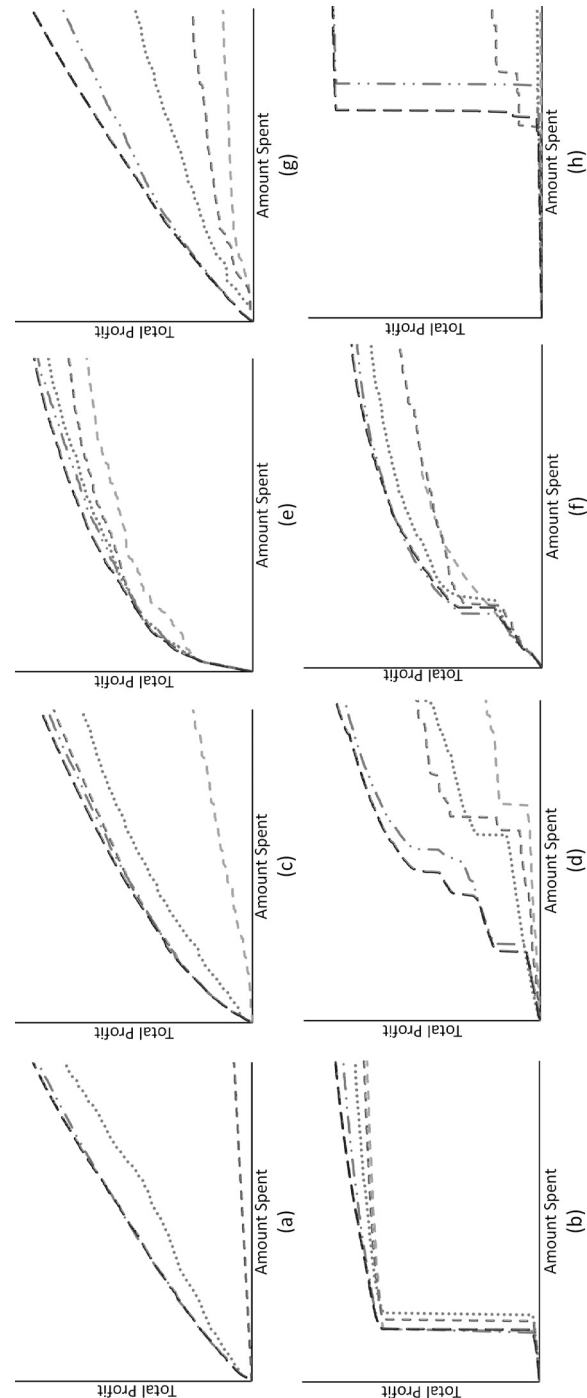 Total Profit
Amount Spent
(a)
Total Profit
Amount Spent
(c)
Total Profit
Amount Spent
(e)
Total Profit
Amount Spent
(g)
Total Profit
Amount Spent
(b)
Total Profit
Amount Spent
(d)
Total Profit
Amount Spent
(f)
Total Profit
Amount Spent
(h)